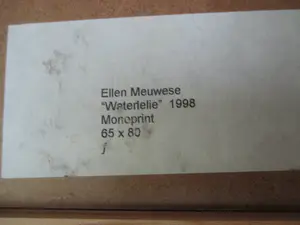 Ellen Meuwese
"Waterlelie" 1998
Monoprint
65 x 80
ƒ